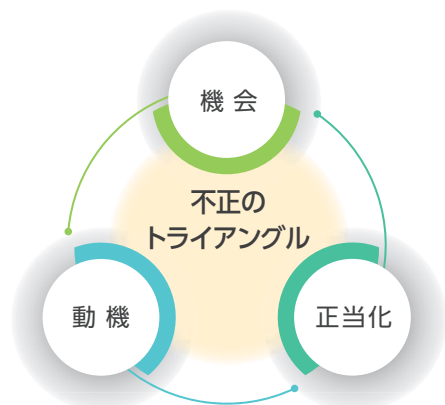 機会
不正の
トライアングル
動機
正当化